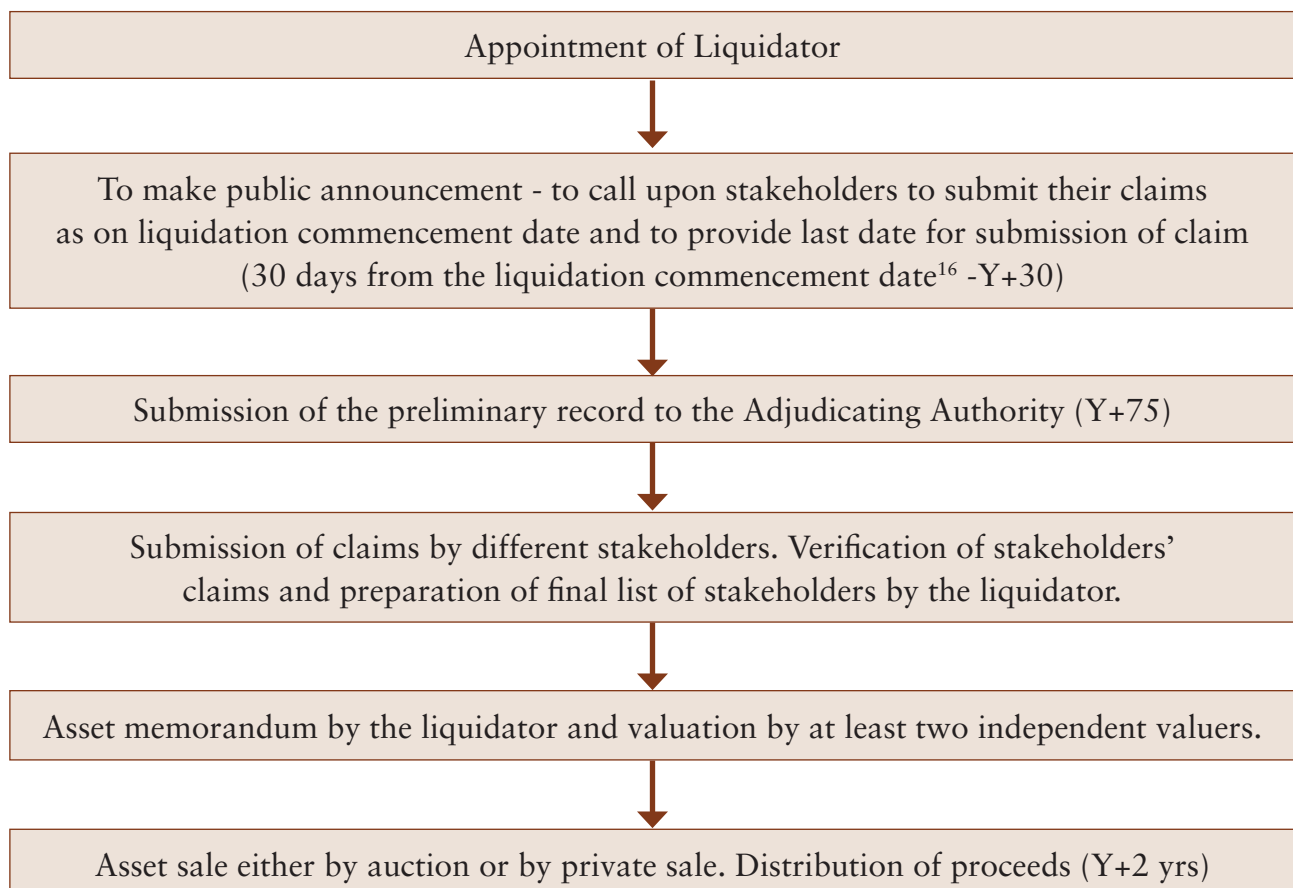 Appointment of Liquidator
To make public announcement - to call upon stakeholders to submit their claims
as on liquidation commencement date and to provide last date for submission of claim
(30 days from the liquidation commencement date¹⁶ -Y+30)
Submission of the preliminary record to the Adjudicating Authority (Y+75)
Submission of claims by different stakeholders. Verification of stakeholders’
claims and preparation of final list of stakeholders by the liquidator.
Asset memorandum by the liquidator and valuation by at least two independent valuers.
Asset sale either by auction or by private sale. Distribution of proceeds (Y+2 yrs)